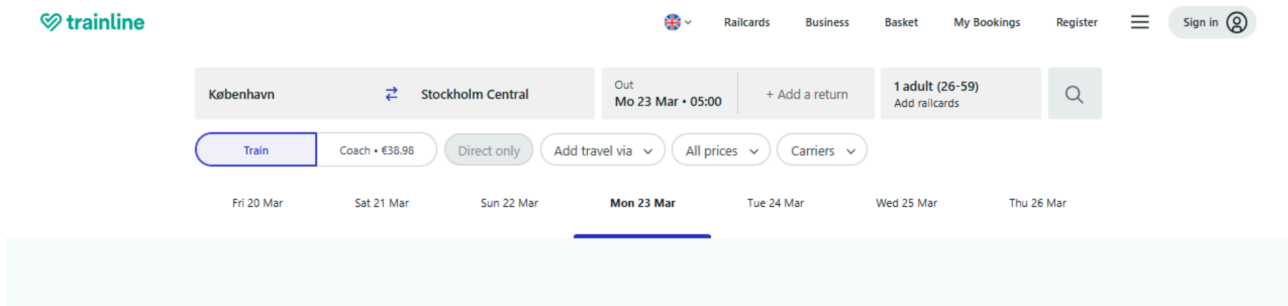 trainline
Railcards
Business
Basket
My Bookings
Register
Sign in
København
Stockholm Central
Out
Mo 23 Mar • 05:00
+ Add a return
1 adult (26-59)
Add railcards
Train
Coach • €38.98
Direct only
Add travel via
All prices
Carriers
Fri 20 Mar
Sat 21 Mar
Sun 22 Mar
Mon 23 Mar
Tue 24 Mar
Wed 25 Mar
Thu 26 Mar